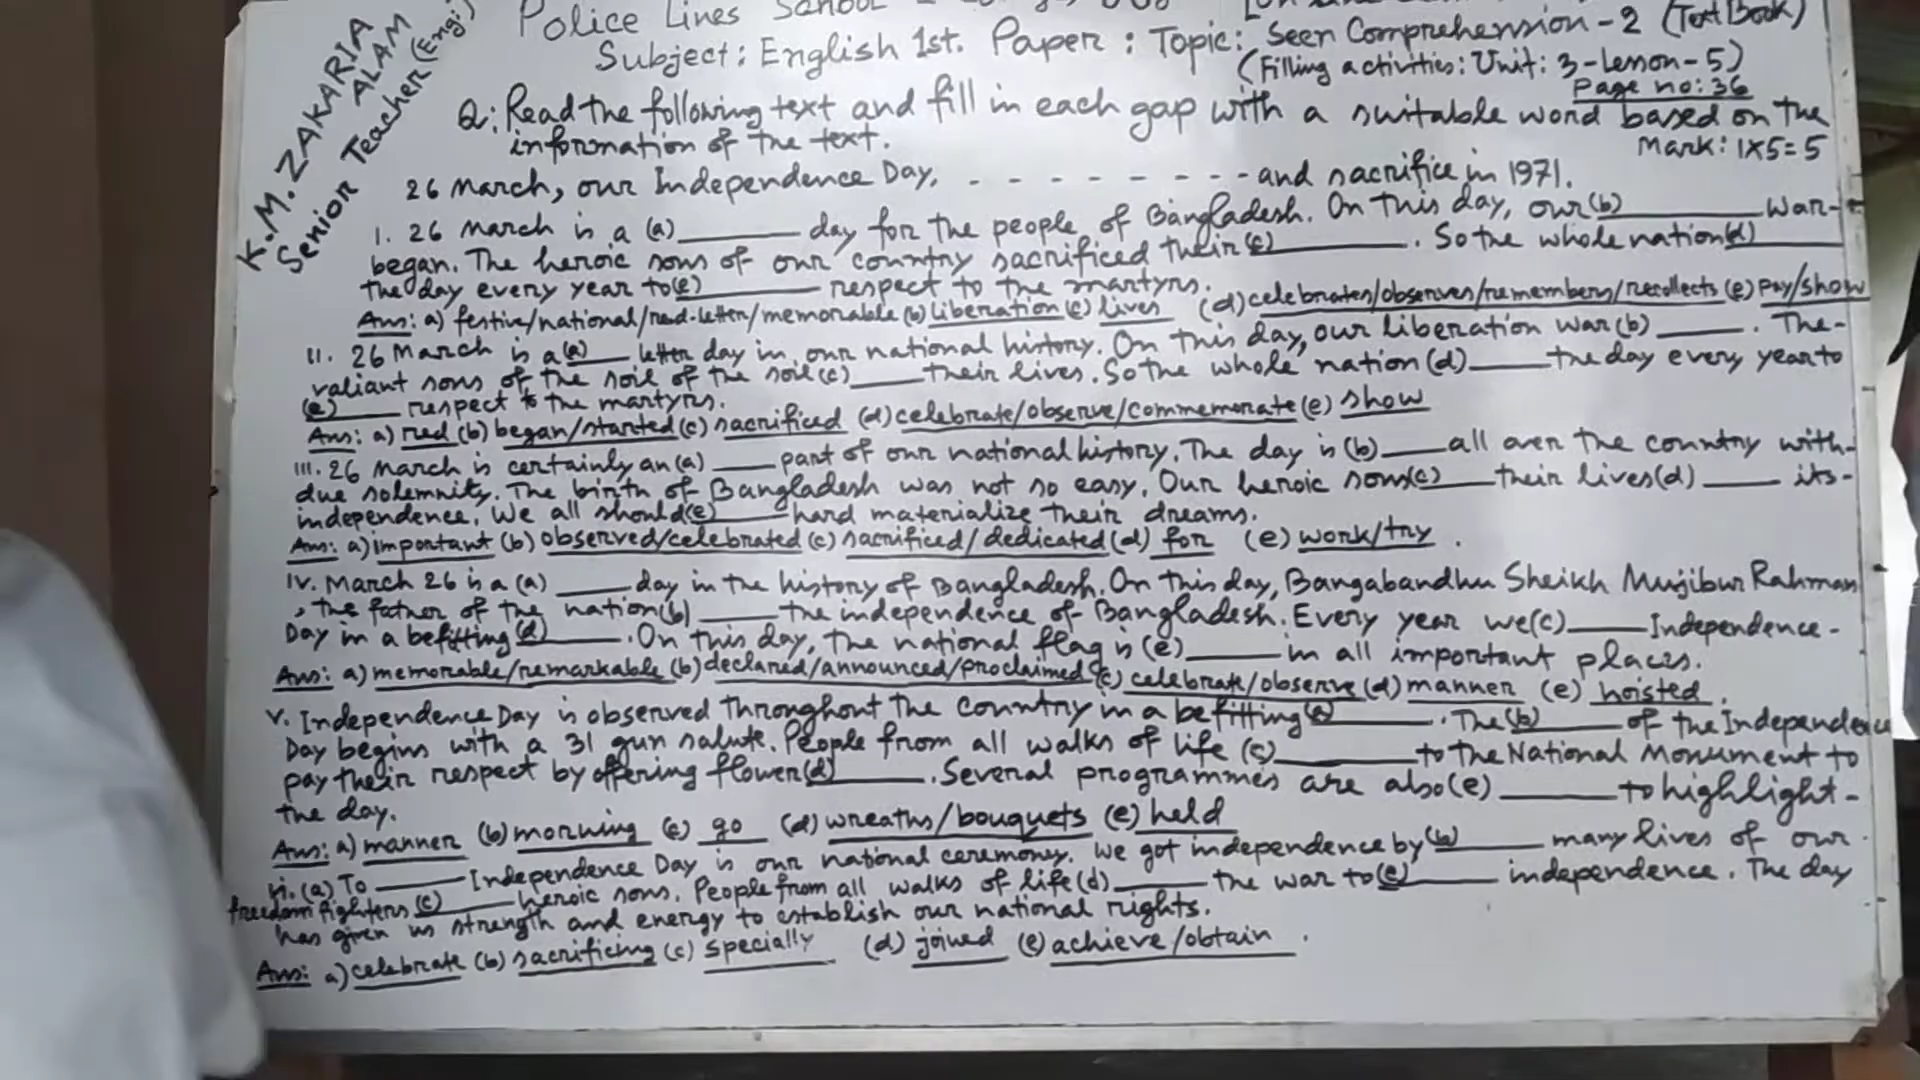 Police Lines School
Subject: English 1st. Paper: Topic: Seen Comprehension-2 (Text Book)
(Filling activities: Unit: 3-Lesson-5)
Page no: 36
K.M. ZAKARIA
ALAM
Senior Teacher (Eng:)
Q: Read the following text and fill in each gap with a suitable word based on the
information of the text.
Mark: 1x5=5
26 March, our Independence Day, - - - - - - - - - and sacrifice in 1971.
I. 26 March is a (a)______ day for the people of Bangladesh. On this day, our (b)______ War-
began. The heroic sons of our country sacrificed their (c)______. So the whole nation (d)______
the day every year to (e)______ respect to the martyrs.
Ans: a) festive/national/red-letter/memorable (b) liberation (c) lives (d) celebrates/observes/remembers/recollects (e) pay/show
II. 26 March is a (a)___ letter day in our national history. On this day, our liberation war (b)____. The-
valiant sons of the soil of the soil (c)____ their lives. So the whole nation (d)____ the day every year to
(e)____ respect to the martyrs.
Ans: a) red (b) began/started (c) sacrificed (d) celebrate/observe/commemorate (e) show
III. 26 March is certainly an (a)____ part of our national history. The day is (b)____ all over the country with-
due solemnity. The birth of Bangladesh was not so easy. Our heroic sons (c)____ their lives (d)____ its-
independence. We all should (e)____ hard materialize their dreams.
Ans: a) important (b) observed/celebrated (c) sacrificed/dedicated (d) for (e) work/try.
IV. March 26 is a (a)____ day in the history of Bangladesh. On this day, Bangabandhu Sheikh Mujibur Rahman
, the father of the nation (b)____ the independence of Bangladesh. Every year we (c)____ Independence-
Day in a befitting (d)____. On this day, the national flag is (e)____ in all important places.
Ans: a) memorable/remarkable (b) declared/announced/proclaimed (c) celebrate/observe (d) manner (e) hoisted.
V. Independence Day is observed throughout the country in a befitting (a)____. The (b)____ of the Independence
Day begins with a 31 gun salute. People from all walks of life (c)____ to the National Monument to
pay their respect by offering flower (d)____. Several programmes are also (e)____ to highlight-
the day.
Ans: a) manner (b) morning (c) go (d) wreaths/bouquets (e) held
vi. (a) To ____ Independence Day is our national ceremony. We got independence by (b)____ many lives of our
freedom fighters (c)____ heroic sons. People from all walks of life (d)____ the war to (e)____ independence. The day
has given us strength and energy to establish our national rights.
Ans: a) celebrate (b) sacrificing (c) specially (d) joined (e) achieve/obtain.